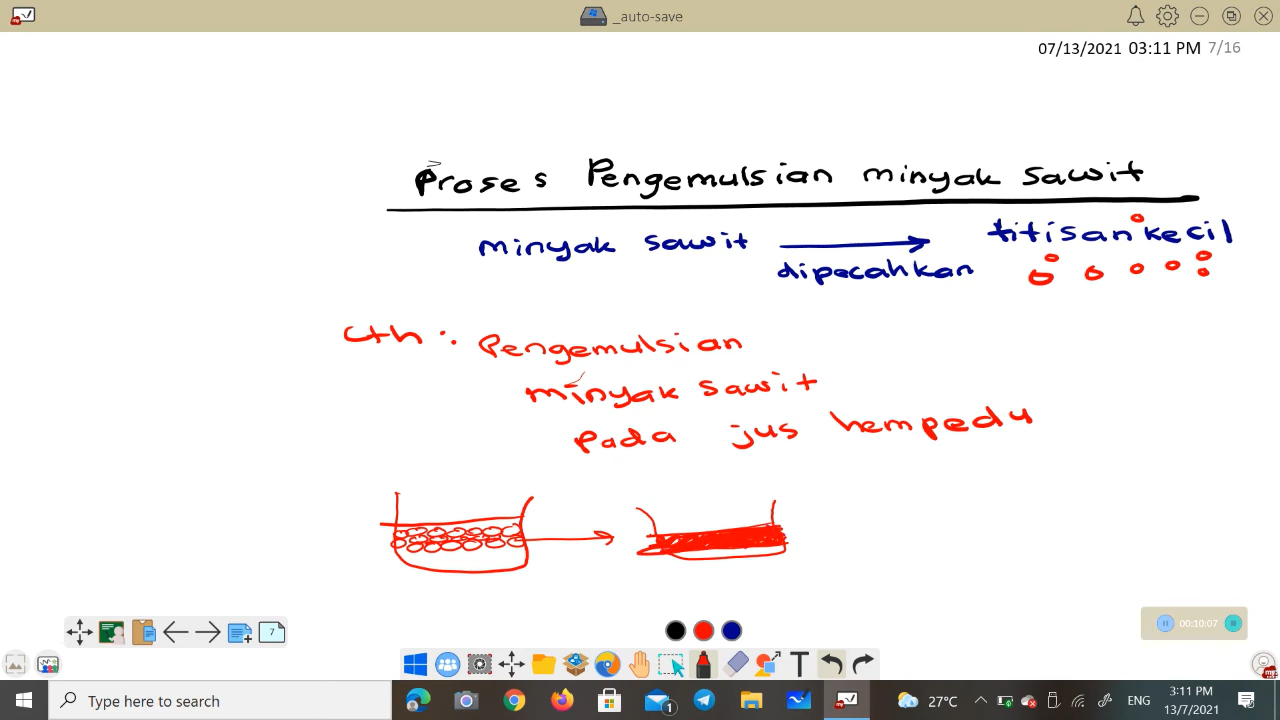 _auto-save
07/13/2021 03:11 PM 7/16
Proses Pengemulsian minyak sawit
minyak sawit dipecahkan titisan kecil
Cth : Pengemulsian
minyak sawit
pada jus hempedu
7
00:10:07
T
Type here to search
1
27°C
ENG
3:11 PM
13/7/2021